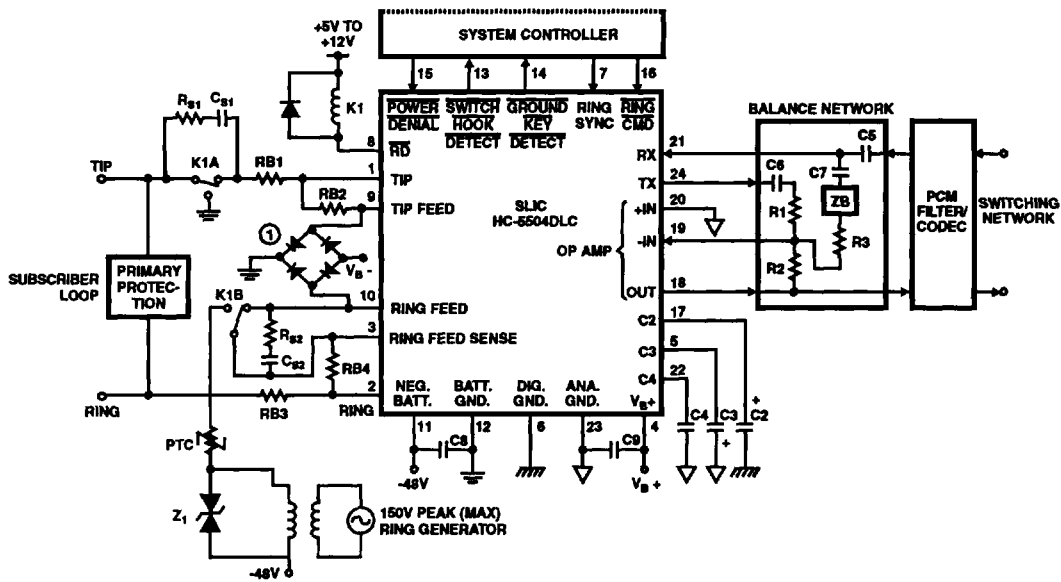 SYSTEM CONTROLLER
+5V TO
+12V
15 13 14 7 16
K1
POWER DENIAL
SWITCH HOOK DETECT
GROUND KEY DETECT
RING SYNC
RING CMD
8
RD
RS1 CS1
K1A
TIP
RB1
1
TIP
RB2
9
TIP FEED
1
VB-
SUBSCRIBER
LOOP
PRIMARY
PROTEC-
TION
K1B
10
RING FEED
RS2
CS2
3
RING FEED SENSE
RB4
2
RING
RING
RB3
PTC
Z1
-48V
150V PEAK (MAX)
RING GENERATOR
SLIC
HC-5504DLC
NEG. BATT.
BATT. GND.
DIG. GND.
ANA. GND.
VB+
11 12 6 23 4
C8
C9
-48V
VB +
RX
21
TX
24
+IN
20
-IN
19
OP AMP
OUT
18
C2
17
C3
5
C4
22
C4 C3 + C2 +
BALANCE NETWORK
C5
C6
C7
ZB
R1
R2
R3
PCM
FILTER/
CODEC
SWITCHING
NETWORK